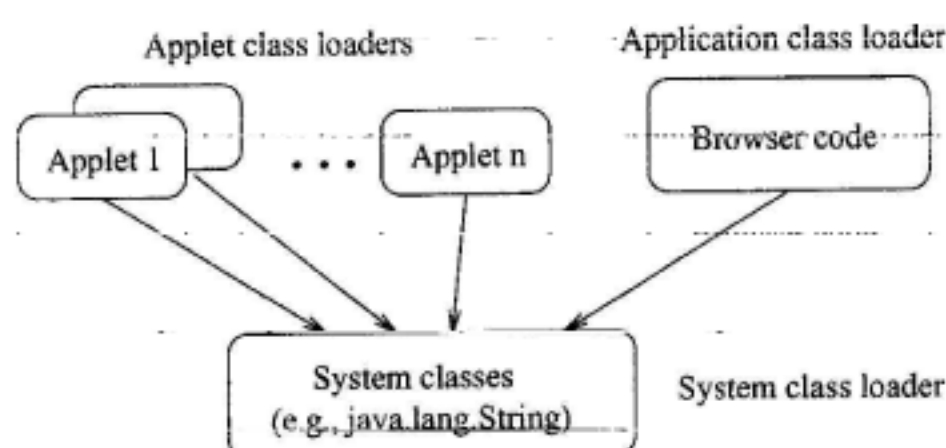 Applet class loaders
Application class loader
Applet 1
Applet n
Browser code
System classes
(e.g., java.lang.String)
System class loader